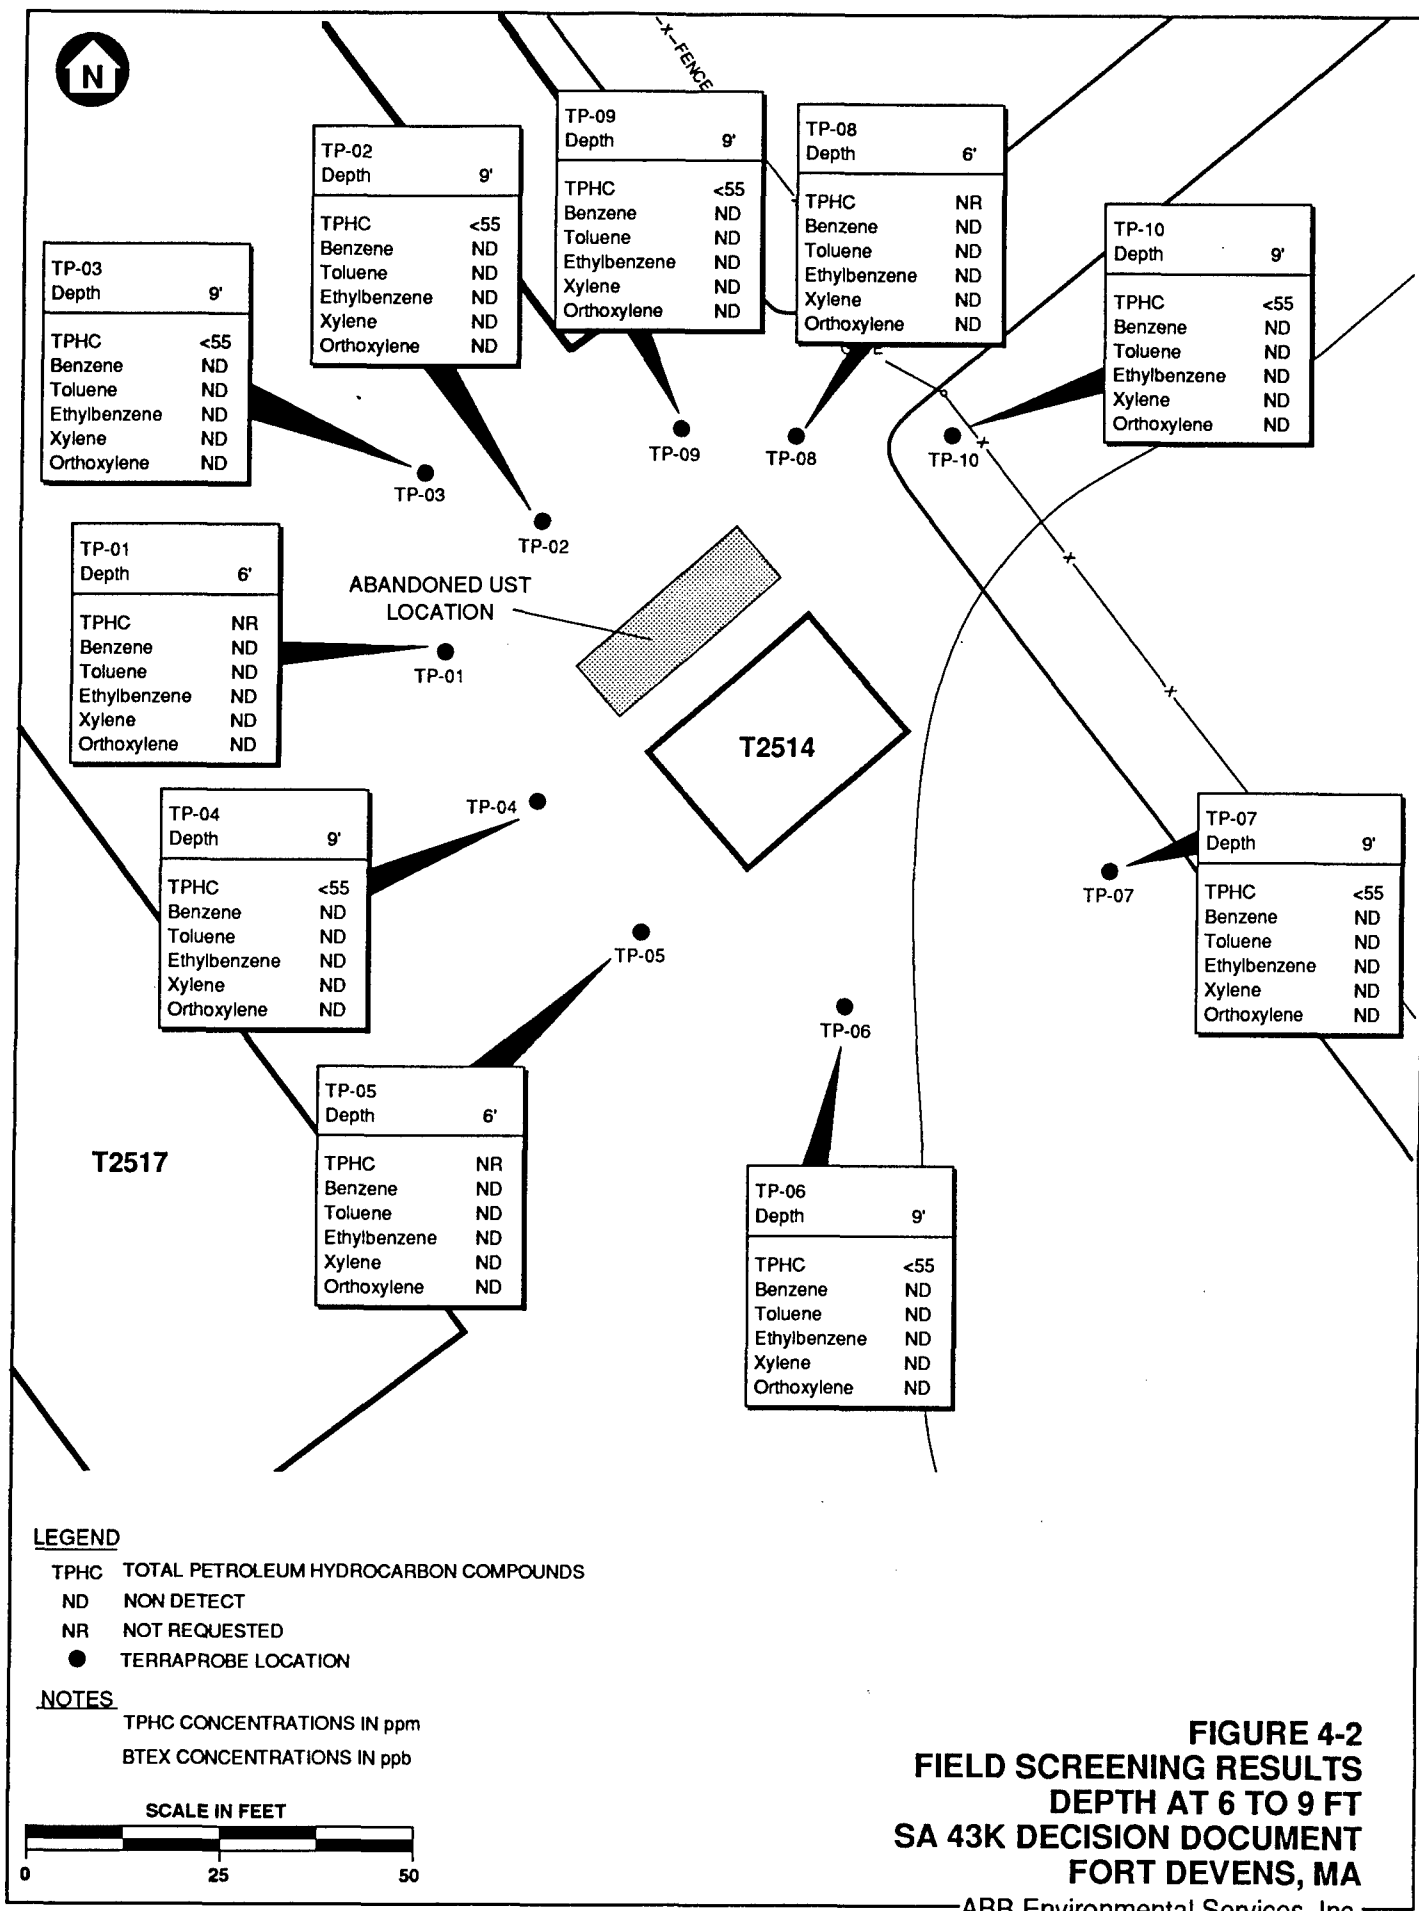 N
-X-FENCE
TP-09
Depth 9'
TPHC <55
Benzene ND
Toluene ND
Ethylbenzene ND
Xylene ND
Orthoxylene ND
TP-08
Depth 6'
TPHC NR
Benzene ND
Toluene ND
Ethylbenzene ND
Xylene ND
Orthoxylene ND
TP-02
Depth 9'
TPHC <55
Benzene ND
Toluene ND
Ethylbenzene ND
Xylene ND
Orthoxylene ND
TP-10
Depth 9'
TPHC <55
Benzene ND
Toluene ND
Ethylbenzene ND
Xylene ND
Orthoxylene ND
TP-03
Depth 9'
TPHC <55
Benzene ND
Toluene ND
Ethylbenzene ND
Xylene ND
Orthoxylene ND
TP-09
TP-08
TP-10
TP-03
TP-02
x
TP-01
Depth 6'
TPHC NR
Benzene ND
Toluene ND
Ethylbenzene ND
Xylene ND
Orthoxylene ND
ABANDONED UST
LOCATION
x
TP-01
x
T2514
TP-04
TP-04
Depth 9'
TPHC <55
Benzene ND
Toluene ND
Ethylbenzene ND
Xylene ND
Orthoxylene ND
TP-07
Depth 9'
TPHC <55
Benzene ND
Toluene ND
Ethylbenzene ND
Xylene ND
Orthoxylene ND
TP-07
TP-05
TP-06
TP-05
Depth 6'
TPHC NR
Benzene ND
Toluene ND
Ethylbenzene ND
Xylene ND
Orthoxylene ND
T2517
TP-06
Depth 9'
TPHC <55
Benzene ND
Toluene ND
Ethylbenzene ND
Xylene ND
Orthoxylene ND
LEGEND
TPHC TOTAL PETROLEUM HYDROCARBON COMPOUNDS
ND NON DETECT
NR NOT REQUESTED
TERRAPROBE LOCATION
NOTES
TPHC CONCENTRATIONS IN ppm
BTEX CONCENTRATIONS IN ppb
SCALE IN FEET
0 25 50
FIGURE 4-2
FIELD SCREENING RESULTS
DEPTH AT 6 TO 9 FT
SA 43K DECISION DOCUMENT
FORT DEVENS, MA
ABB Environmental Services, Inc.